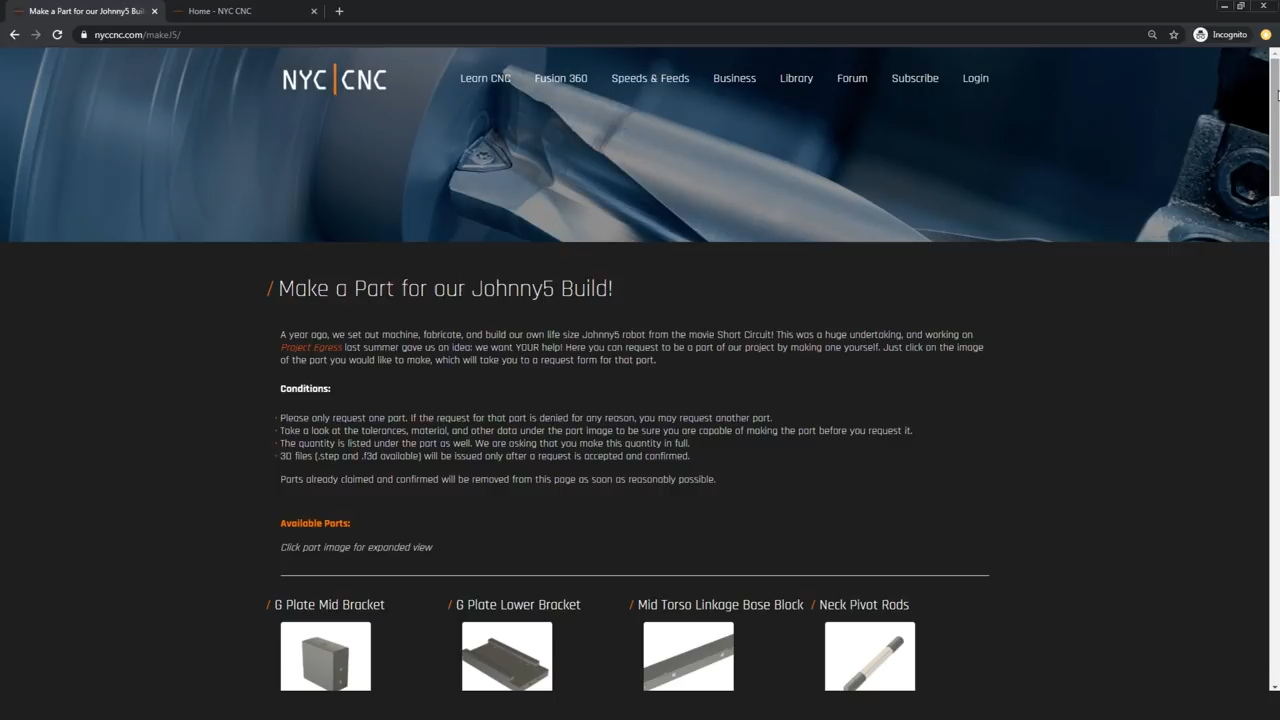 Make a Part for our Johnny5 Buil
Home - NYC CNC
nyccnc.com/makeJ5/
Incognito
NYC|CNC
Learn CNC Fusion 360 Speeds & Feeds Business Library Forum Subscribe Login
/ Make a Part for our Johnny5 Build!
A year ago, we set out machine, fabricate, and build our own life size Johnny5 robot from the movie Short Circuit! This was a huge undertaking, and working on
Project Egress last summer gave us an idea: we want YOUR help! Here you can request to be a part of our project by making one yourself. Just click on the image
of the part you would like to make, which will take you to a request form for that part.
Conditions:
· Please only request one part. If the request for that part is denied for any reason, you may request another part.
· Take a look at the tolerances, material, and other data under the part image to be sure you are capable of making the part before you request it.
· The quantity is listed under the part as well. We are asking that you make this quantity in full.
· 3D files (.step and .f3d available) will be issued only after a request is accepted and confirmed.
Parts already claimed and confirmed will be removed from this page as soon as reasonably possible.
Available Parts:
Click part image for expanded view
/ G Plate Mid Bracket / G Plate Lower Bracket / Mid Torso Linkage Base Block / Neck Pivot Rods